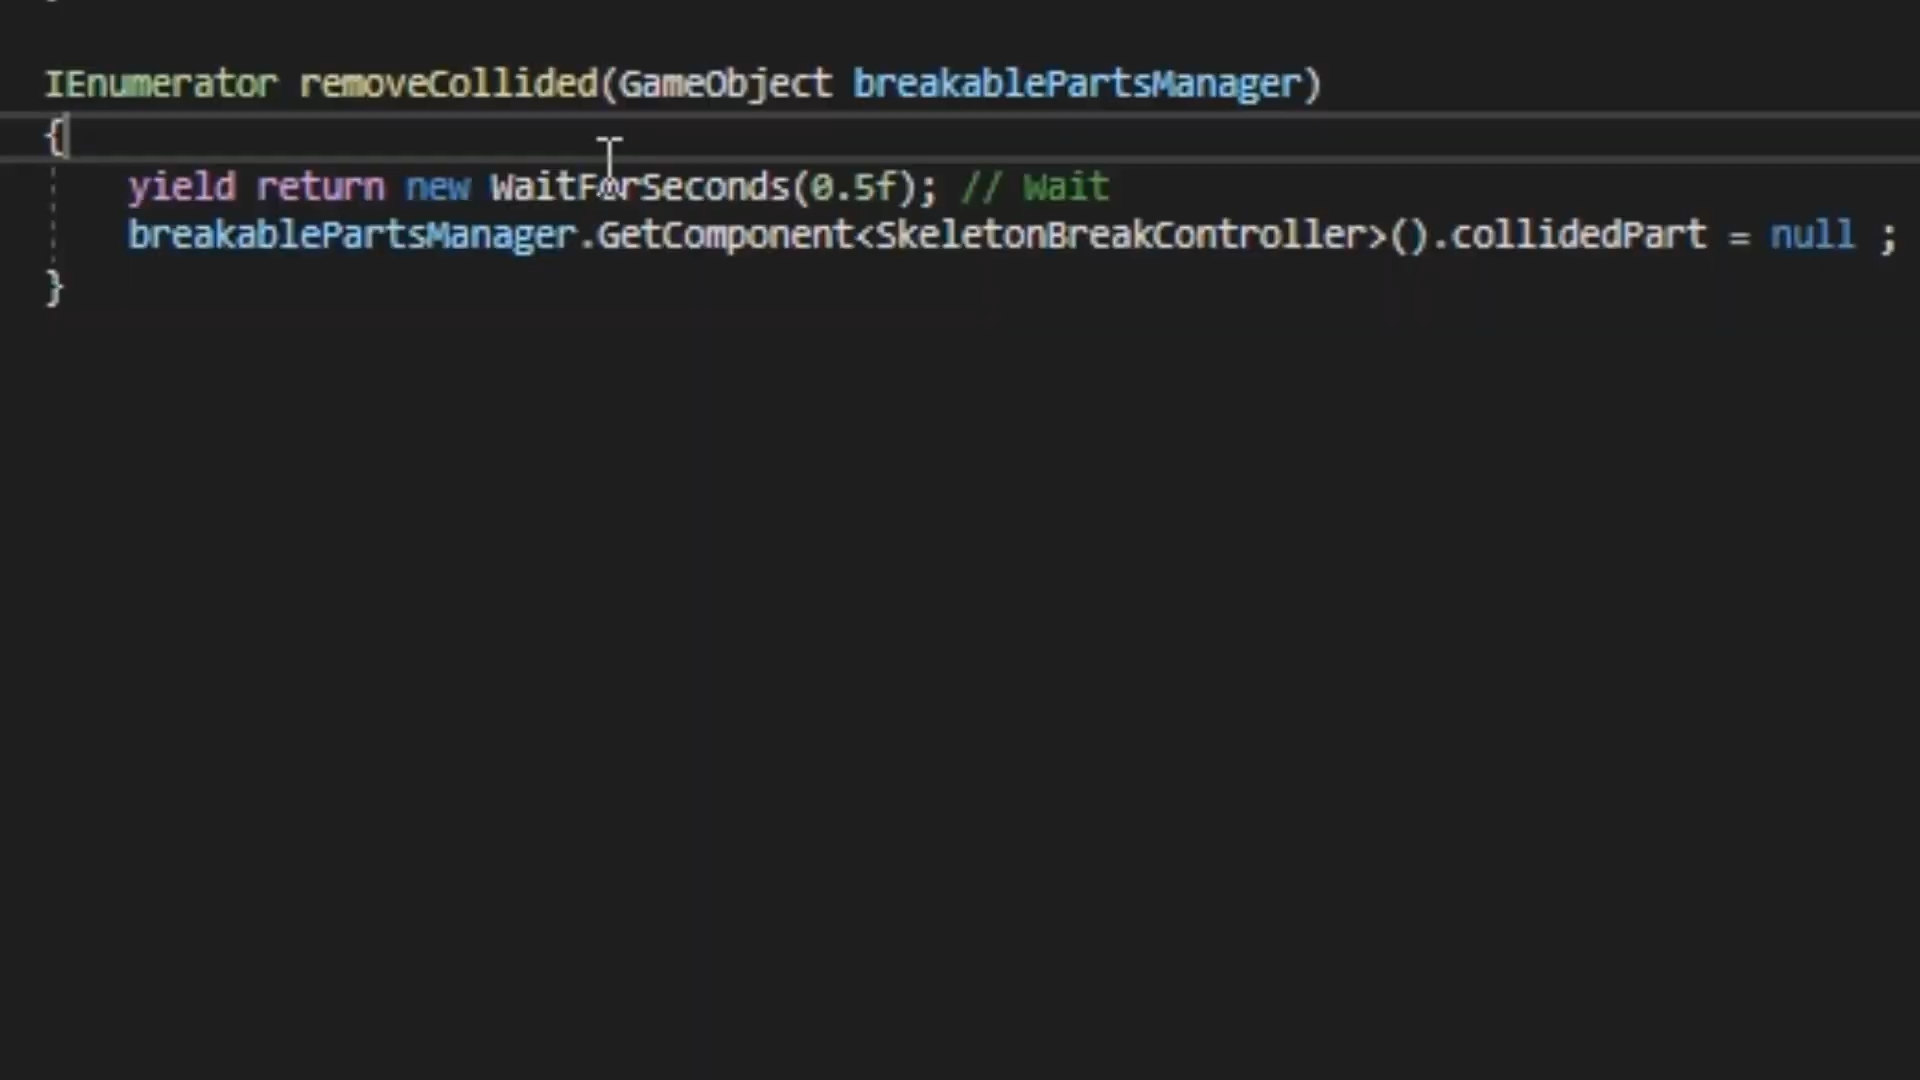 IEnumerator removeCollided(GameObject breakablePartsManager)
{
yield return new WaitForSeconds(0.5f); // Wait
breakablePartsManager.GetComponent<SkeletonBreakController>().collidedPart = null ;
}